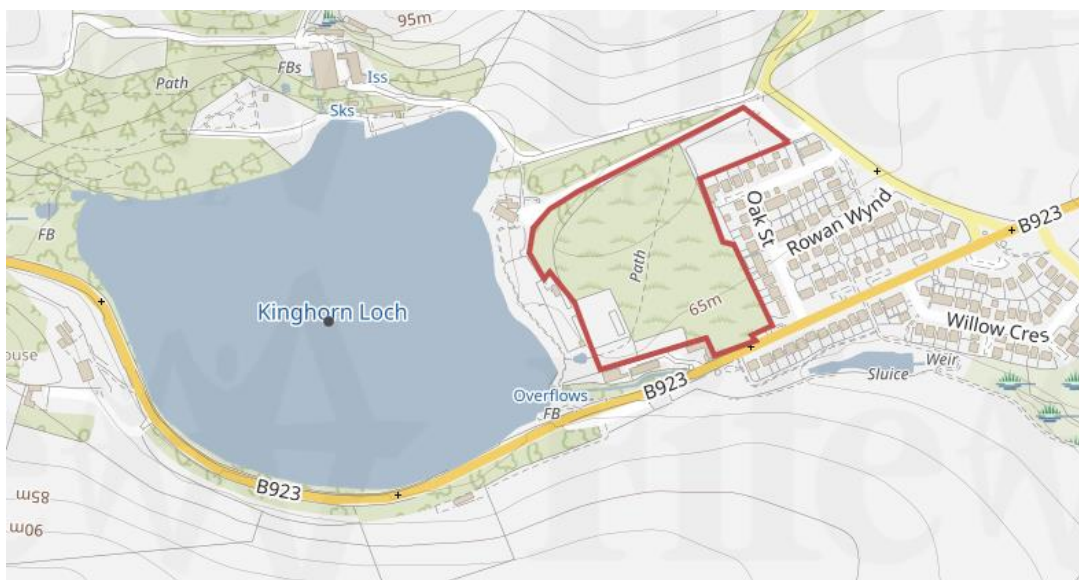 95m
FBs
Iss
Path
Sks
FB
Oak St
Rowan Wynd
B923
Path
Kinghorn Loch
65m
Willow Cres
ouse
Weir
Sluice
B923
Overflows
FB
B923
85m
90m